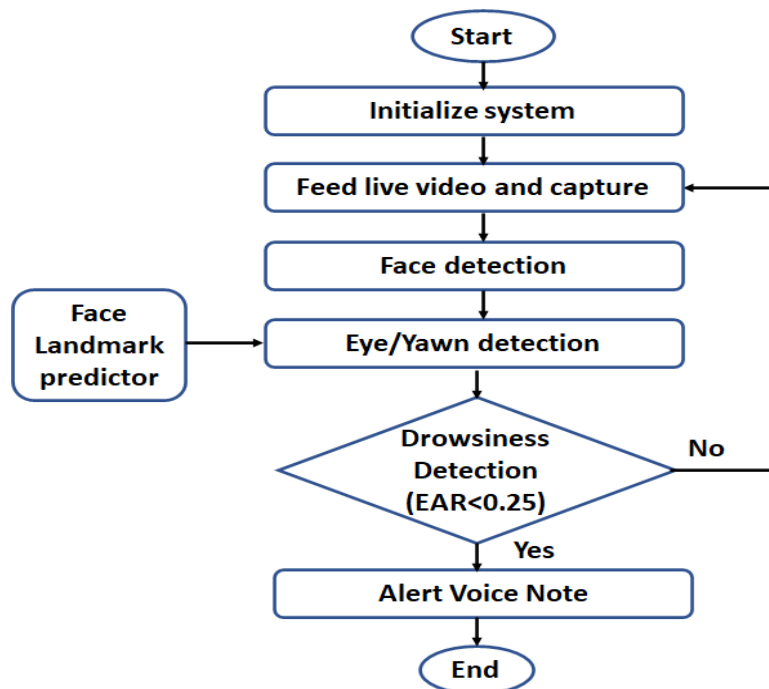 Start
Initialize system
Feed live video and capture
Face detection
Face
Landmark
predictor
Eye/Yawn detection
Drowsiness
Detection
(EAR<0.25)
No
Yes
Alert Voice Note
End